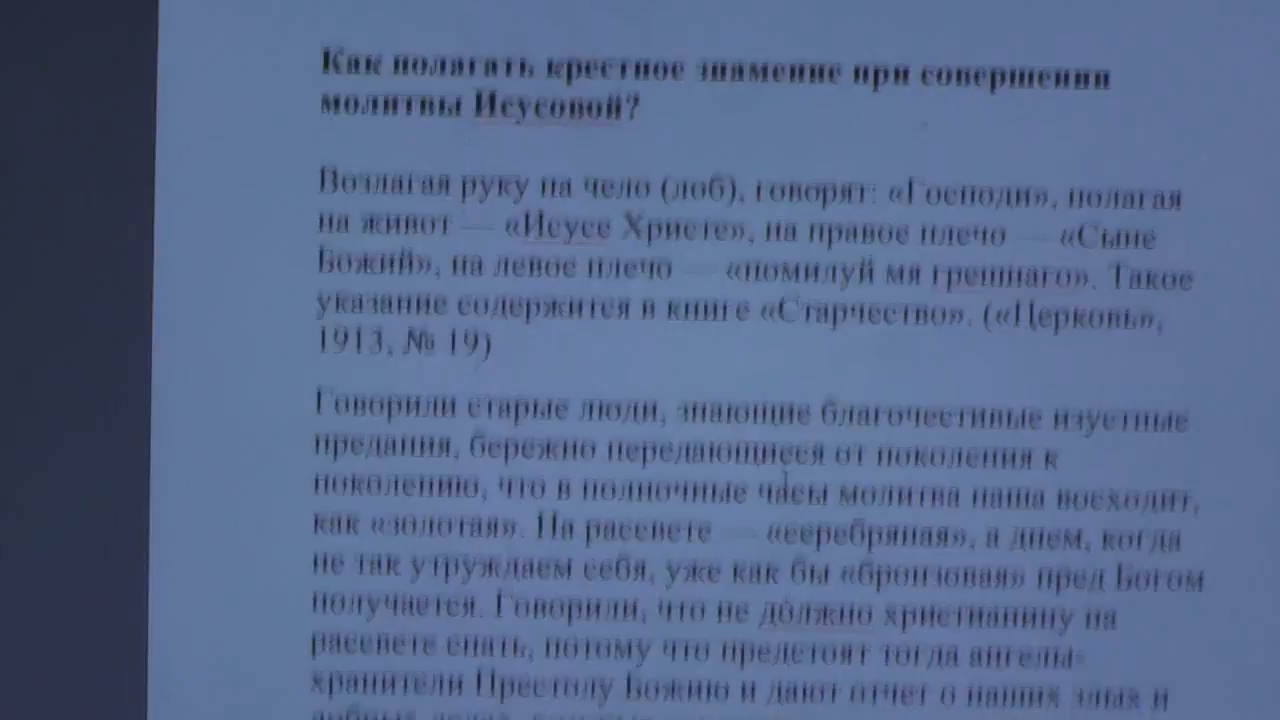 Как полагать крестное знамение при совершении
молитвы Исусовой?
Возлагая руку на чело (лоб), говорят: «Господи», полагая
на живот — «Исусе Христе», на правое плечо — «Сыне
Божий», на левое плечо — «помилуй мя грешнаго». Такое
указание содержится в книге «Старчество». («Церковь»,
1913, № 19)
Говорили старые люди, знающие благочестивые изустные
предания, бережно передающиеся от поколения к
поколению, что в полночные часы молитва наша восходит,
как «золотая». На рассвете — «серебряная», а днем, когда
не так утруждаем себя, уже как бы «бронзовая» пред Богом
получается. Говорили, что не должно христианину на
рассвете спать, потому что предстоят тогда ангелы-
хранители Престолу Божию и дают отчет о наших злых и